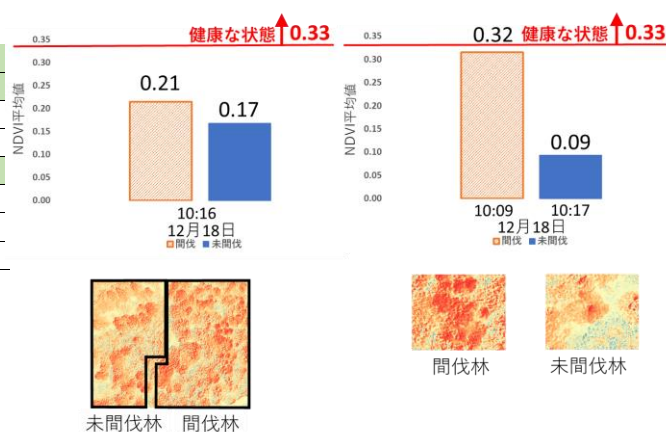 健康な状態 0.33
NDVI平均値
0.35
0.30
0.25
0.20
0.15
0.10
0.05
0.00
0.21
0.17
10:16
12月18日
間伐 未間伐
健康な状態 0.33
NDVI平均値
0.35
0.30
0.25
0.20
0.15
0.10
0.05
0.00
0.32
0.09
10:09 10:17
12月18日
間伐 未間伐
未間伐林 間伐林
間伐林 未間伐林